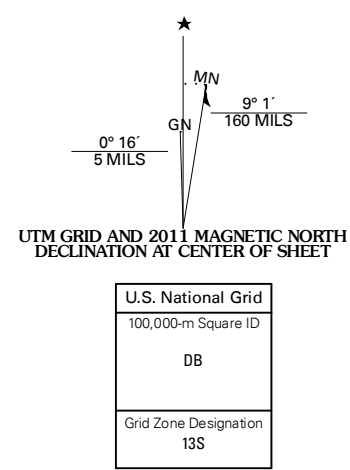 ★
MN
9° 1´
160 MILS
GN
0° 16´
5 MILS
UTM GRID AND 2011 MAGNETIC NORTH
DECLINATION AT CENTER OF SHEET
U.S. National Grid
100,000-m Square ID
DB
Grid Zone Designation
13S